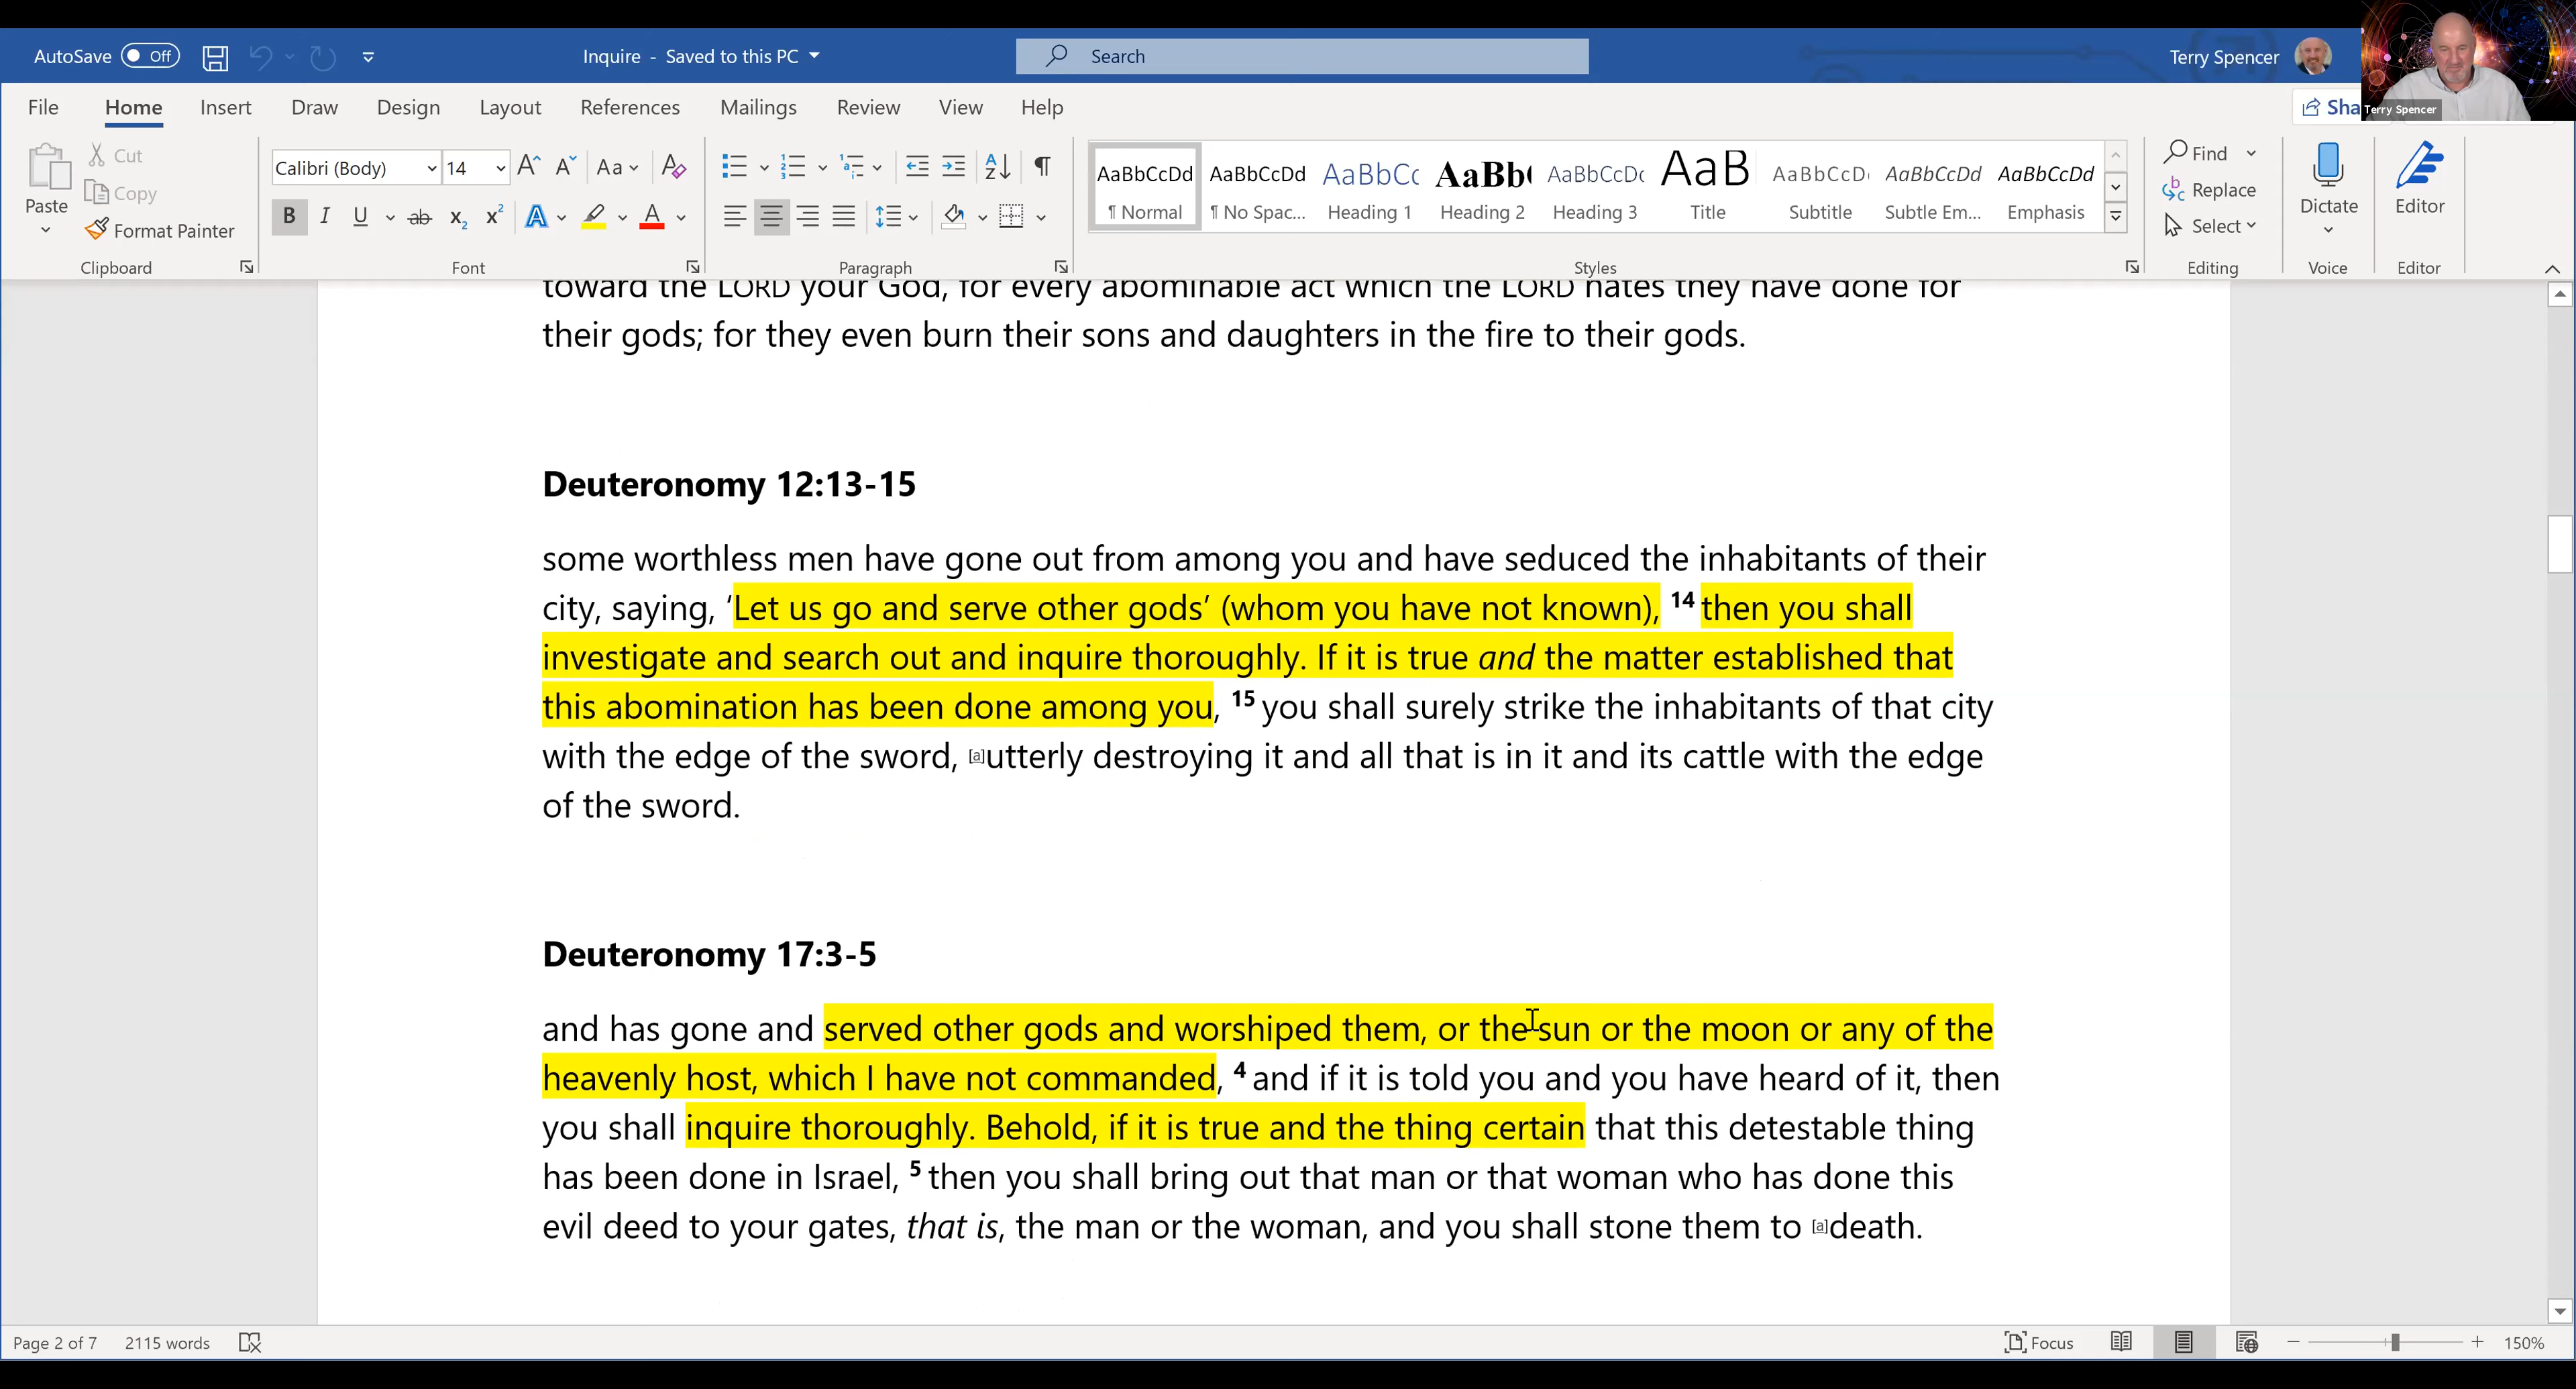 AutoSave Off Inquire - Saved to this PC Search Terry Spencer
Terry Spencer
File Home Insert Draw Design Layout References Mailings Review View Help Sha
Paste Cut Copy Format Painter
Clipboard
Calibri (Body) 14
Font
Paragraph
AaBbCcDd AaBbCcDd AaBbCc AaBb( AaBbCcDc AaB AaBbCcD AaBbCcDd AaBbCcDd
¶ Normal ¶ No Spac... Heading 1 Heading 2 Heading 3 Title Subtitle Subtle Em... Emphasis
Styles
Find
Replace
Select
Editing
Dictate
Voice
Editor
Editor
toward the LORD your God, for every abominable act which the LORD hates they have done for
their gods; for they even burn their sons and daughters in the fire to their gods.
Deuteronomy 12:13-15
some worthless men have gone out from among you and have seduced the inhabitants of their
city, saying, ‘Let us go and serve other gods’ (whom you have not known), 14 then you shall
investigate and search out and inquire thoroughly. If it is true and the matter established that
this abomination has been done among you, 15 you shall surely strike the inhabitants of that city
with the edge of the sword, [a]utterly destroying it and all that is in it and its cattle with the edge
of the sword.
Deuteronomy 17:3-5
and has gone and served other gods and worshiped them, or the sun or the moon or any of the
heavenly host, which I have not commanded, 4 and if it is told you and you have heard of it, then
you shall inquire thoroughly. Behold, if it is true and the thing certain that this detestable thing
has been done in Israel, 5 then you shall bring out that man or that woman who has done this
evil deed to your gates, that is, the man or the woman, and you shall stone them to [a]death.
Page 2 of 7 2115 words Focus 150%